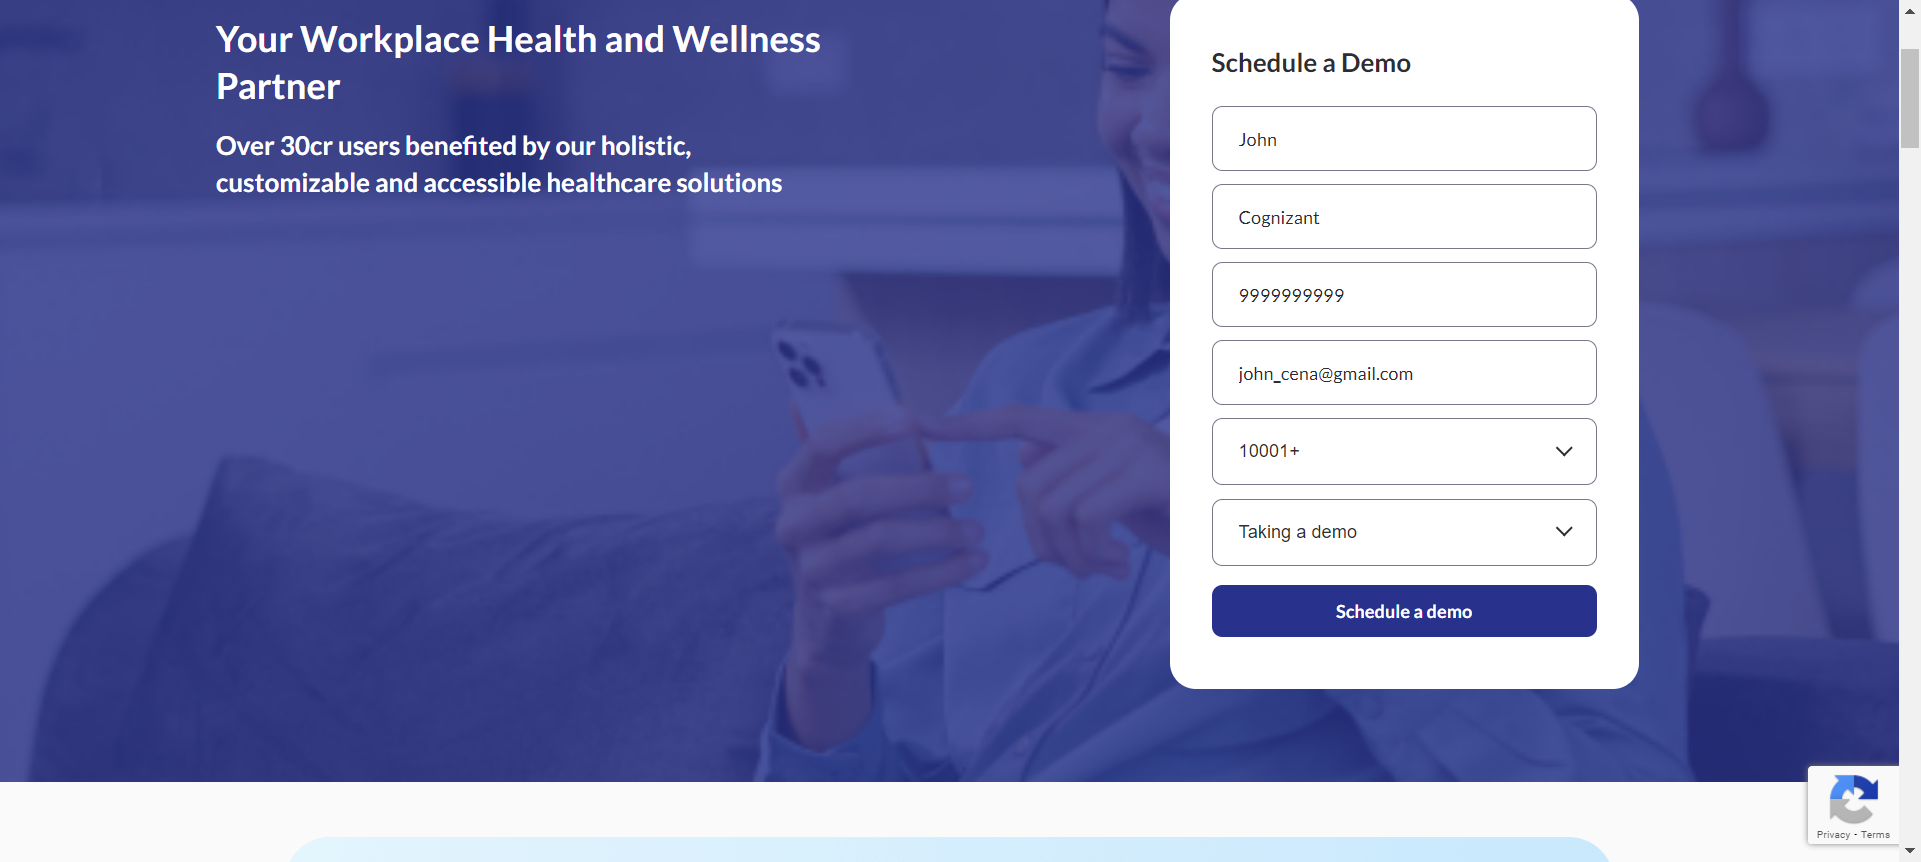 Your Workplace Health and Wellness
Partner
Over 30cr users benefited by our holistic,
customizable and accessible healthcare solutions
Schedule a Demo
John
Cognizant
9999999999
john_cena@gmail.com
10001+
Taking a demo
Schedule a demo
Privacy - Terms